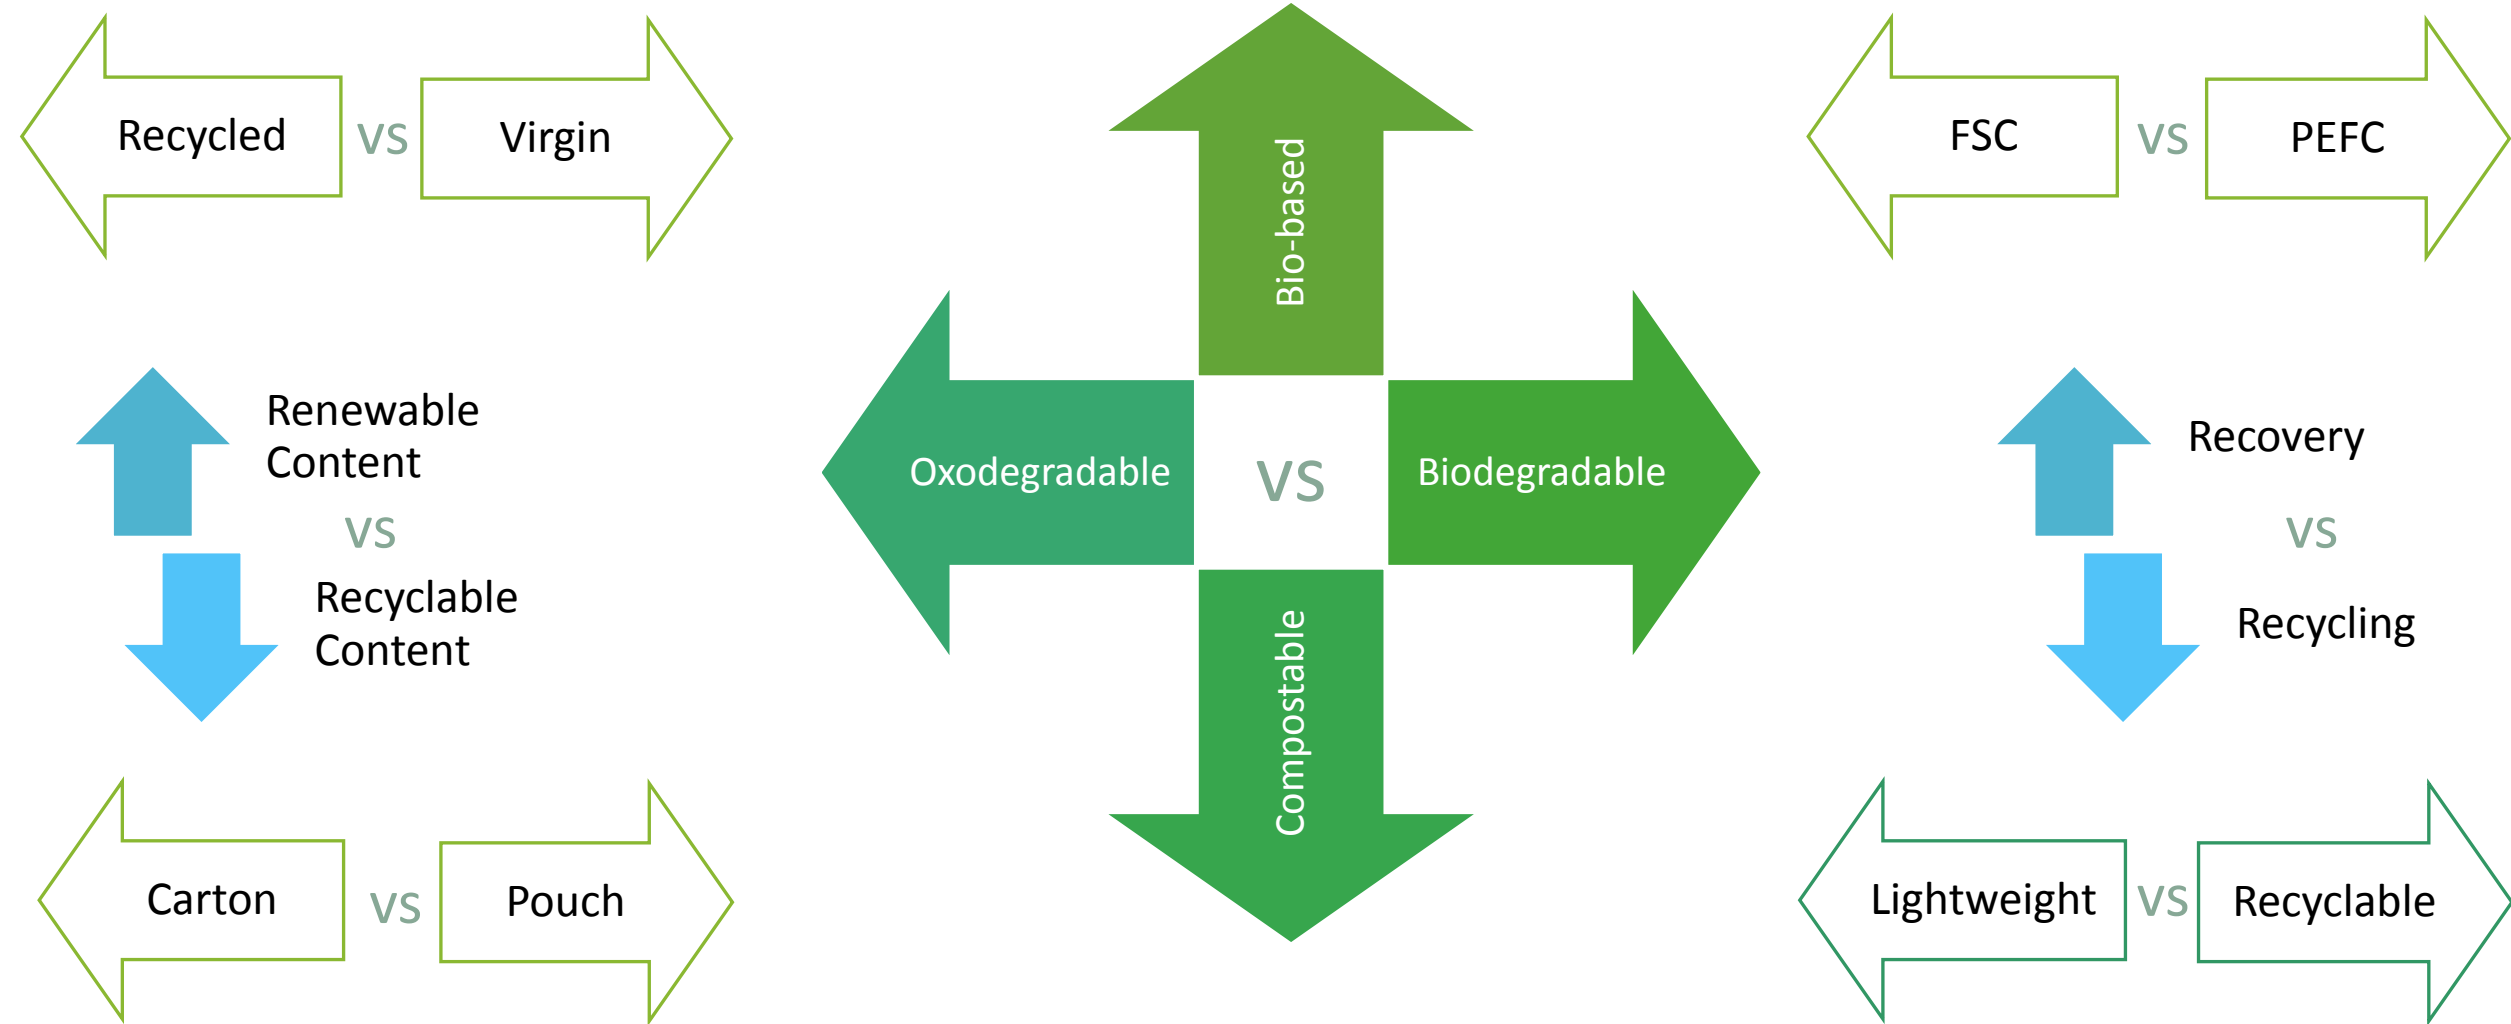 Recycled
vs
Virgin
Renewable
Content
vs
Recyclable
Content
Carton
vs
Pouch
Bio-based
Oxodegradable
vs
Biodegradable
Compostable
FSC
vs
PEFC
Recovery
vs
Recycling
Lightweight
vs
Recyclable